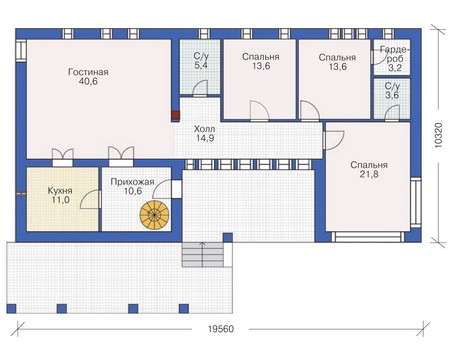 Гостиная
40,6
С/у
5,4
Спальня
13,6
Спальня
13,6
Гарде-
роб
3,2
С/у
3,6
Холл
14,9
Спальня
21,8
Кухня
11,0
Прихожая
10,6
10320
19560